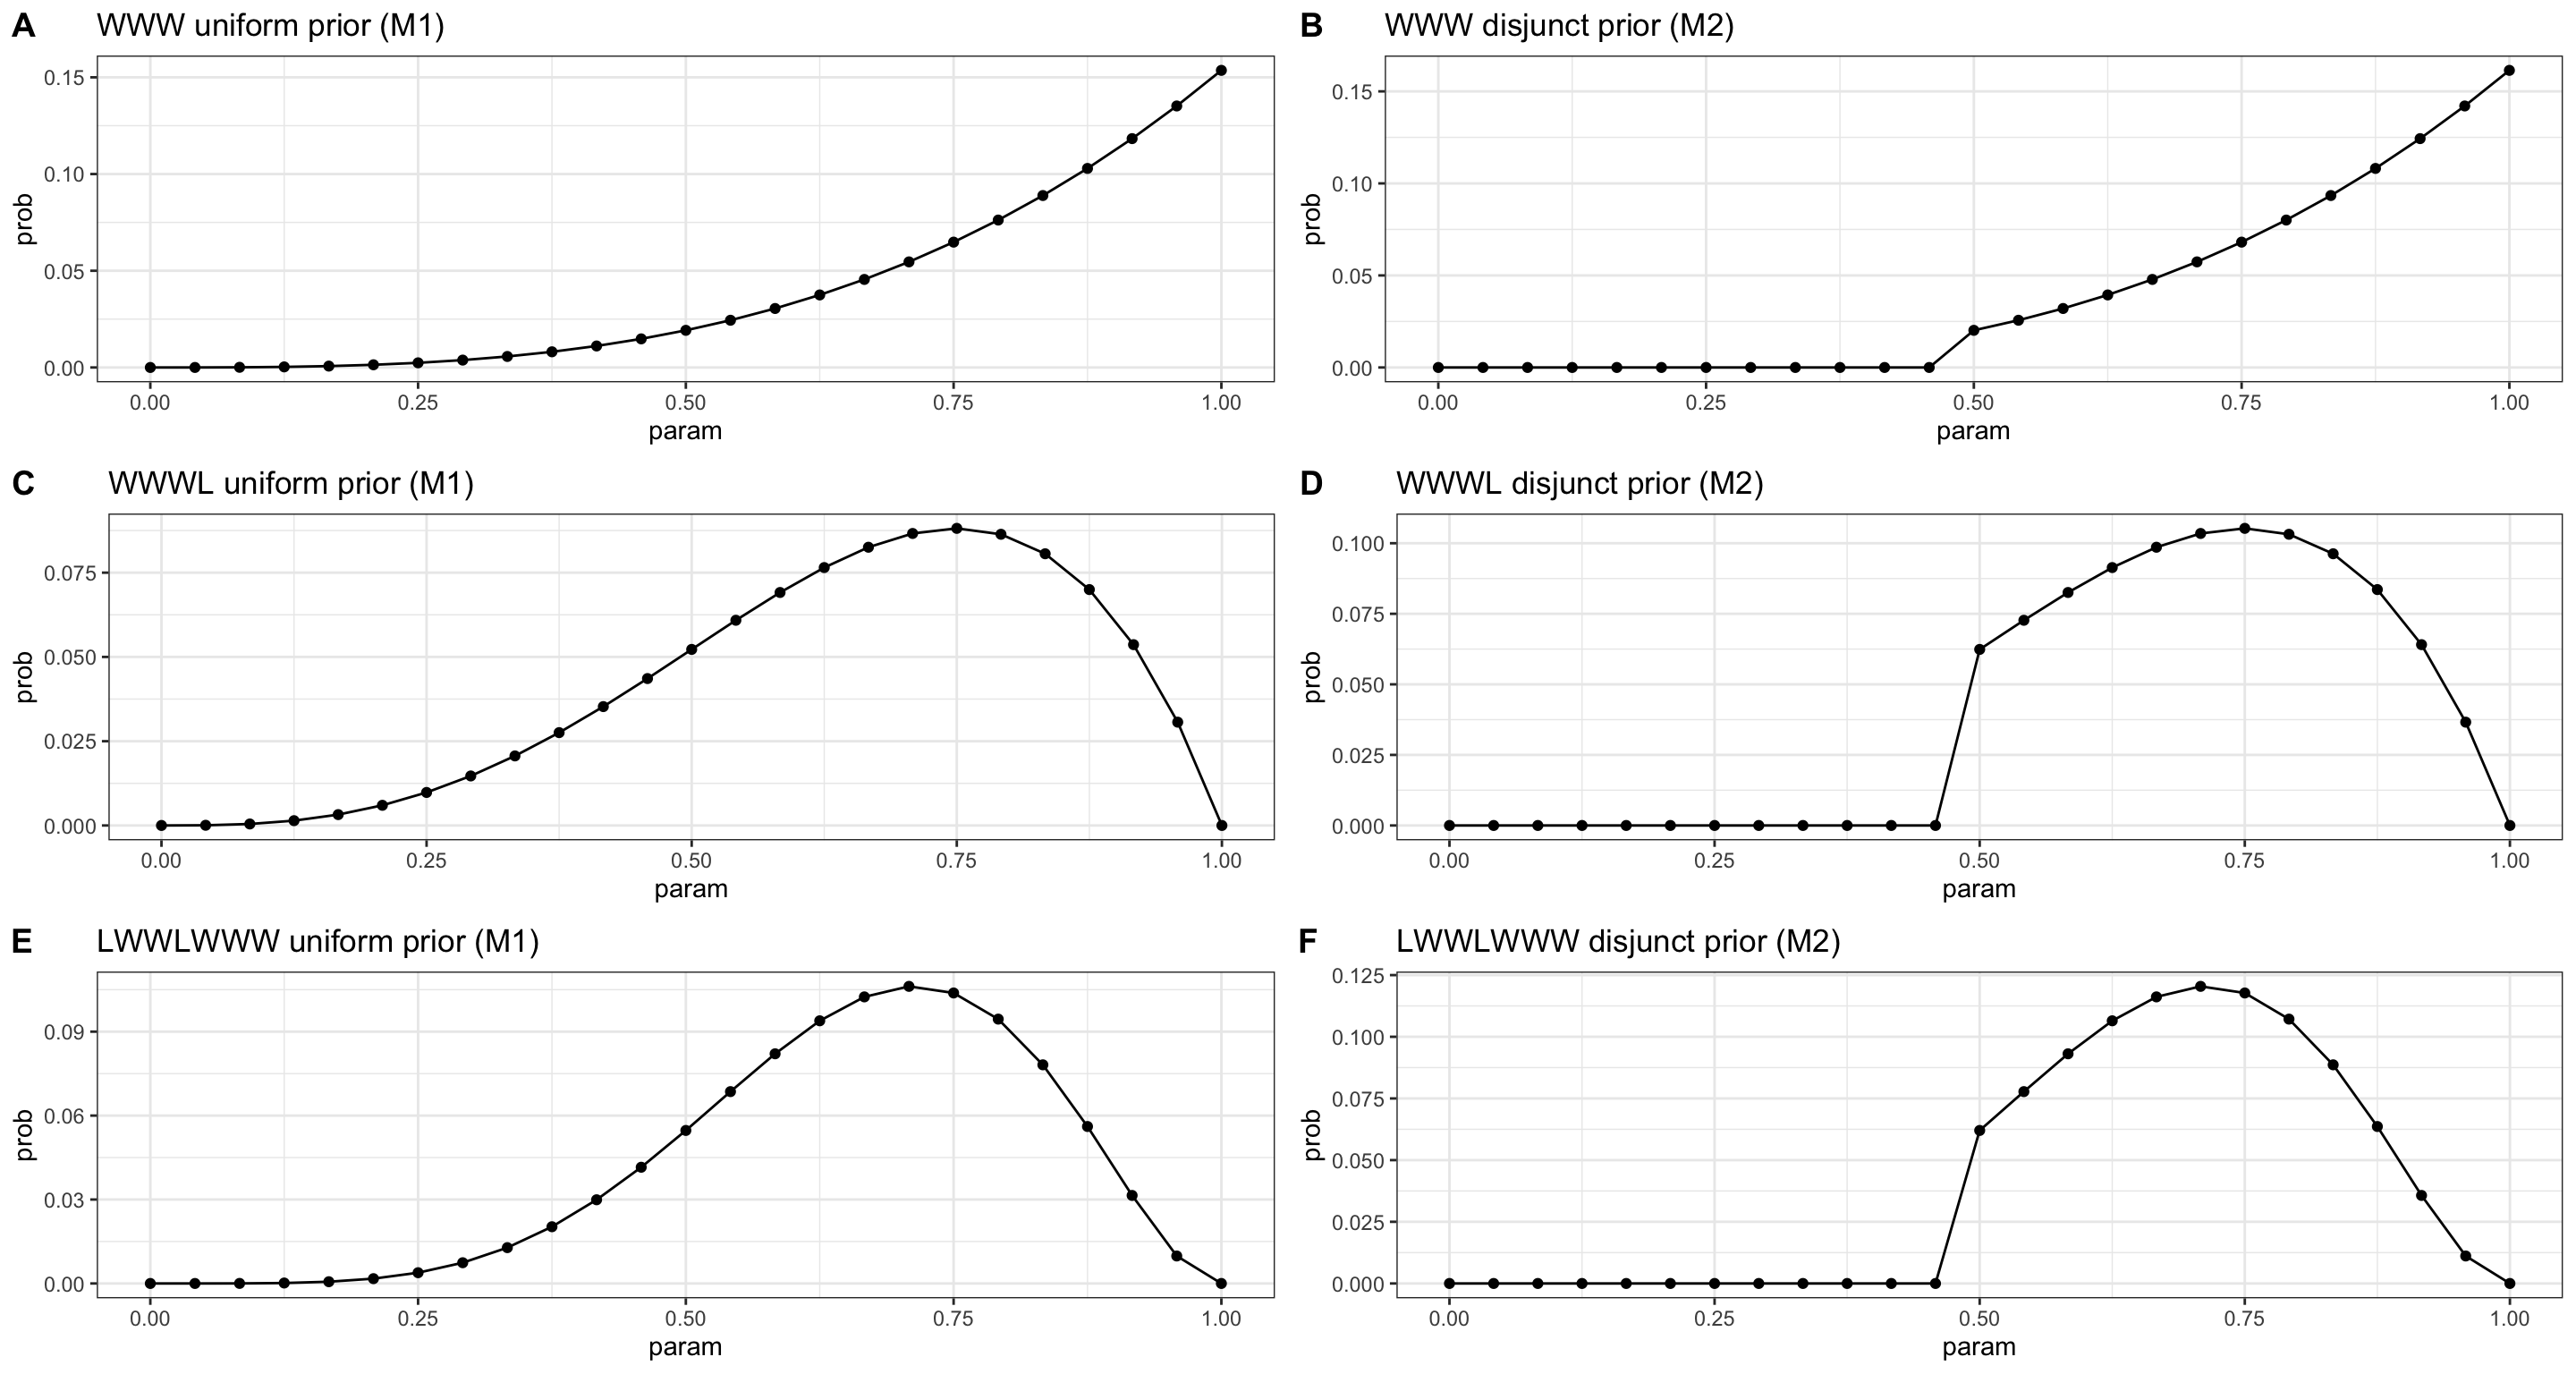 A WWW uniform prior (M1)
prob
0.15
0.10
0.05
0.00
0.00 0.25 0.50 0.75 1.00
param
B WWW disjunct prior (M2)
prob
0.15
0.10
0.05
0.00
0.00 0.25 0.50 0.75 1.00
param
C WWWL uniform prior (M1)
prob
0.075
0.050
0.025
0.000
0.00 0.25 0.50 0.75 1.00
param
D WWWL disjunct prior (M2)
prob
0.100
0.075
0.050
0.025
0.000
0.00 0.25 0.50 0.75 1.00
param
E LWWLWWW uniform prior (M1)
prob
0.09
0.06
0.03
0.00
0.00 0.25 0.50 0.75 1.00
param
F LWWLWWW disjunct prior (M2)
prob
0.125
0.100
0.075
0.050
0.025
0.000
0.00 0.25 0.50 0.75 1.00
param